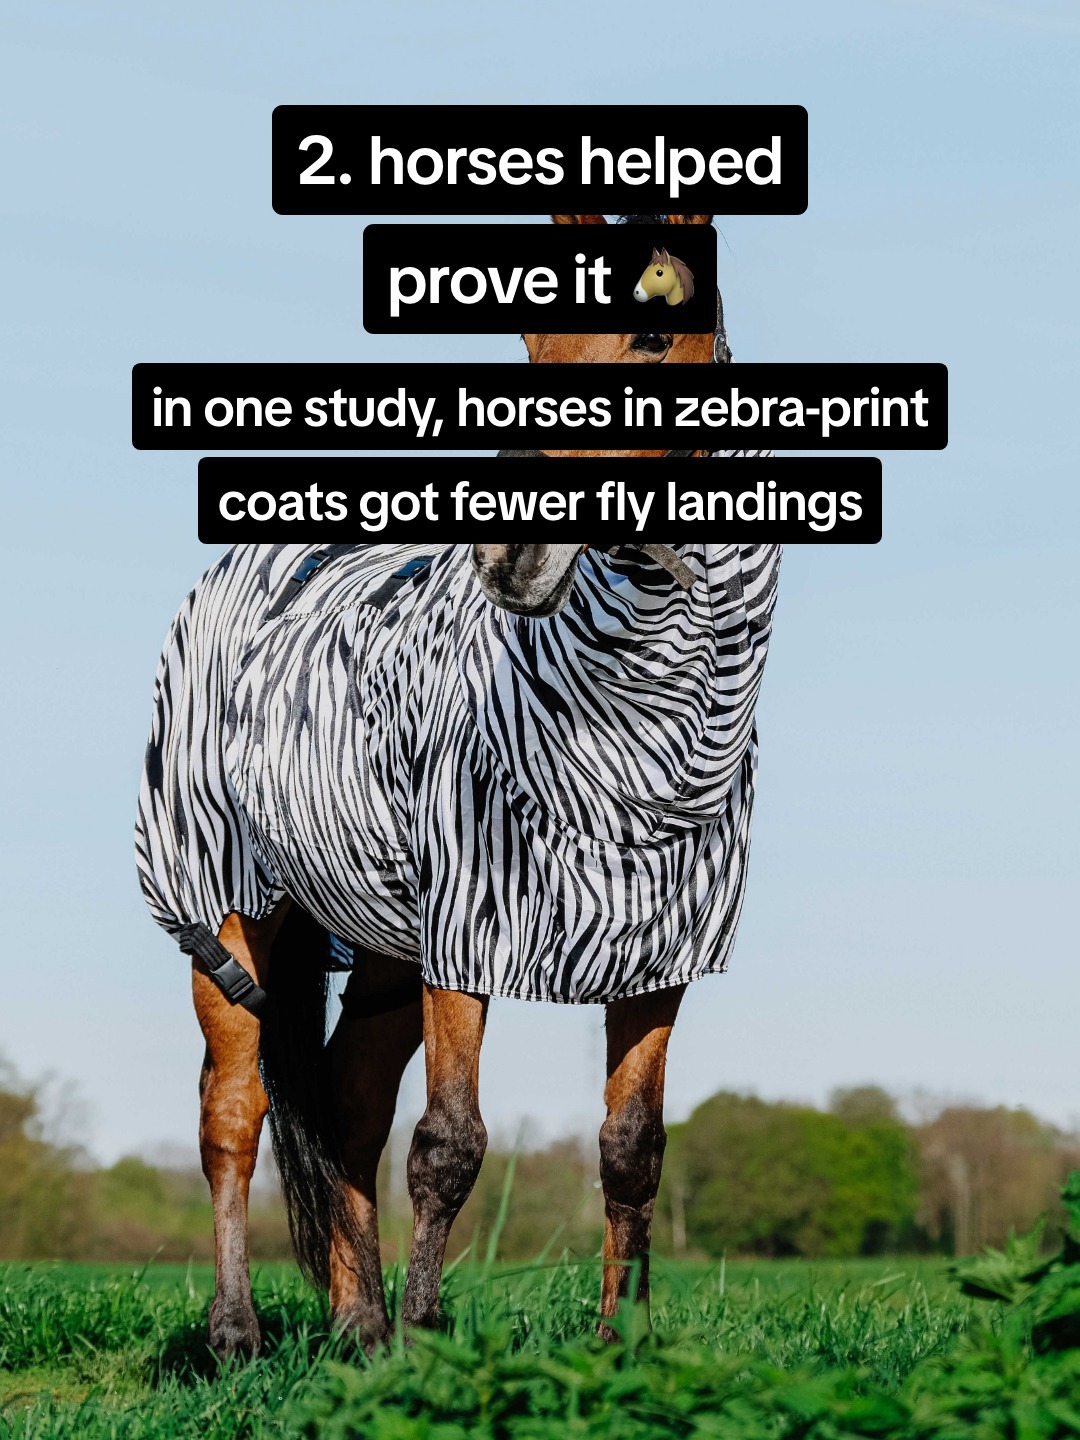 2. horses helped
prove it 🐴
in one study, horses in zebra-print
coats got fewer fly landings